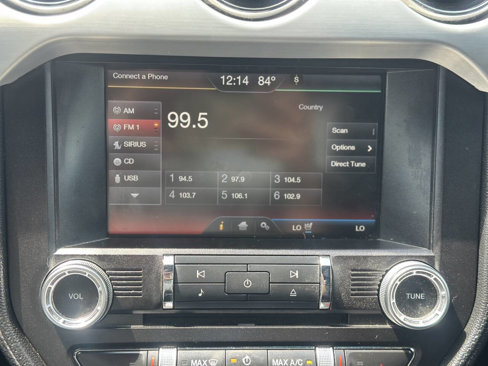 Connect a Phone
12:14 84° $
AM
99.5
Country
FM 1
Scan
SIRIUS
Options
CD
Direct Tune
USB
1 94.5 2 97.9 3 104.5
4 103.7 5 106.1 6 102.9
LO LO
VOL
TUNE
MAX
MAX A/C